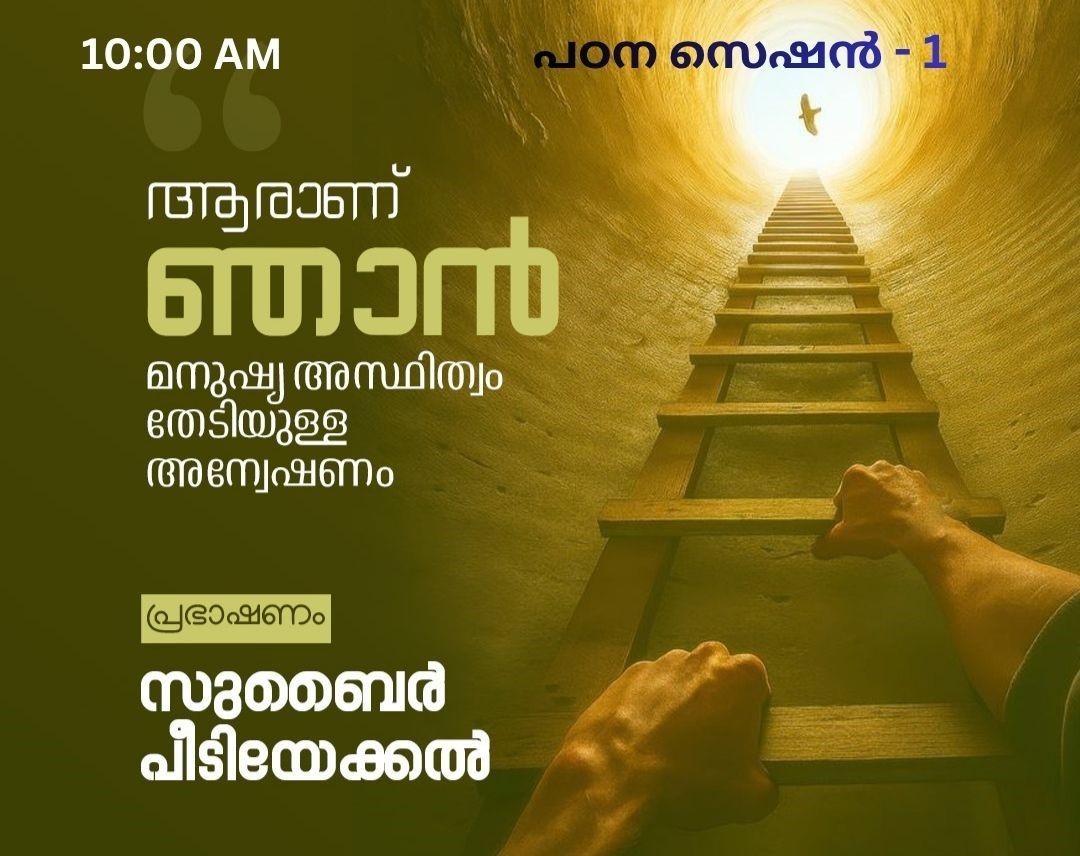 10:00 AM
പഠന സെഷൻ - 1
“
ആരാണ്
ഞാൻ
മനുഷ്യ അസ്ഥിത്വം
തേടിയുള്ള
അന്വേഷണം
പ്രഭാഷണം
സുബൈർ
പീടിയേക്കൽ